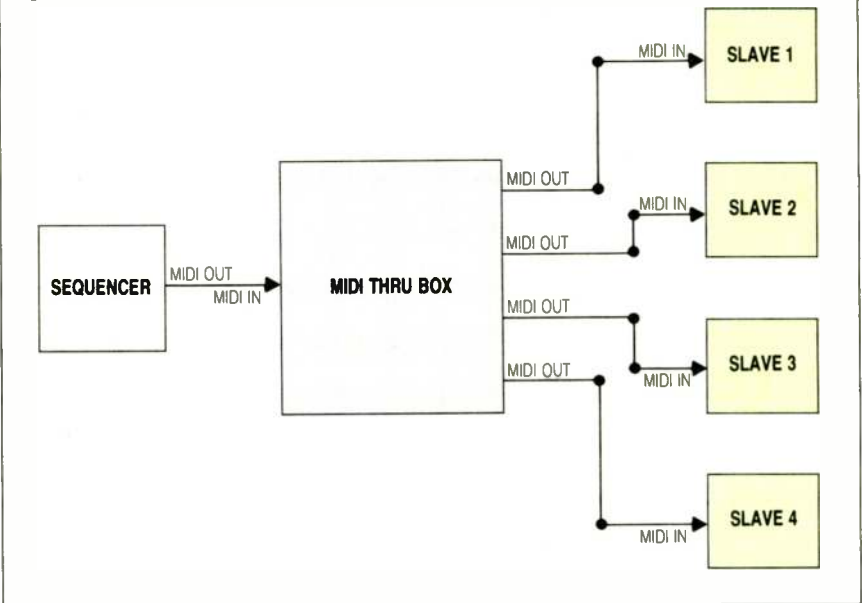 MIDI IN
SLAVE 1
MIDI OUT
MIDI IN
SLAVE 2
MIDI OUT
SEQUENCER
MIDI OUT
MIDI IN
MIDI THRU BOX
MIDI OUT
SLAVE 3
MIDI IN
MIDI OUT
SLAVE 4
MIDI IN